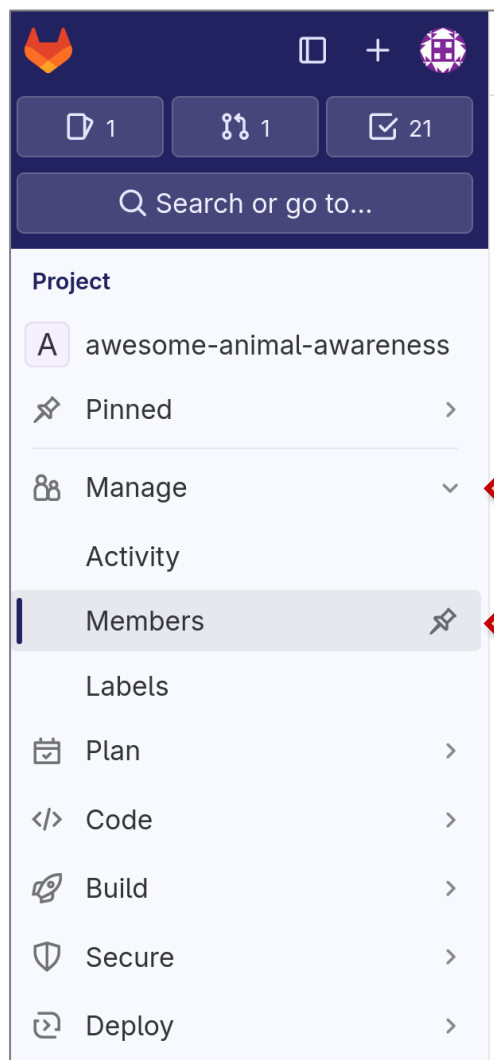 1 1 21
Search or go to...
Project
A awesome-animal-awareness
Pinned
Manage
Activity
Members
Labels
Plan
Code
Build
Secure
Deploy